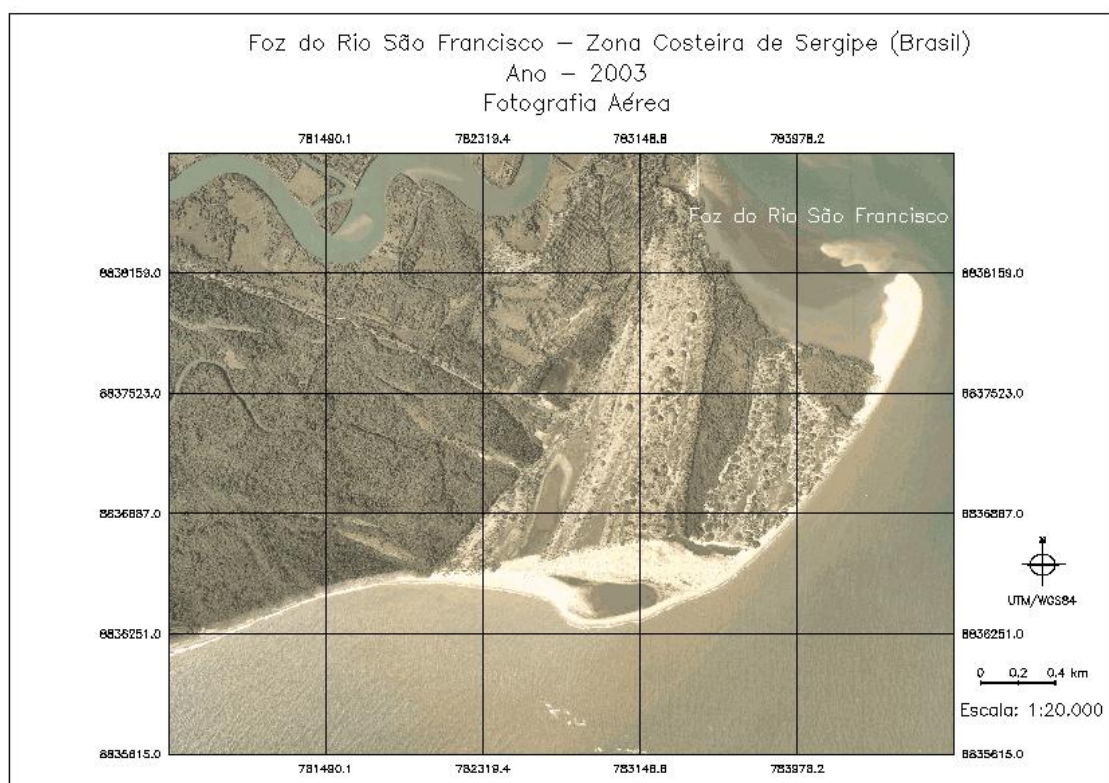 Foz do Rio São Francisco – Zona Costeira de Sergipe (Brasil)
Ano – 2003
Fotografia Aérea
781490.1 782319.4 783148.8 783978.2
Foz do Rio São Francisco
8838159.0 8838159.0
8837523.0 8837523.0
8836887.0 8836887.0
N
UTM/WGS84
8836251.0 8836251.0
0 0.2 0.4 km
Escala: 1:20.000
8835615.0 8835615.0
781490.1 782319.4 783148.8 783978.2